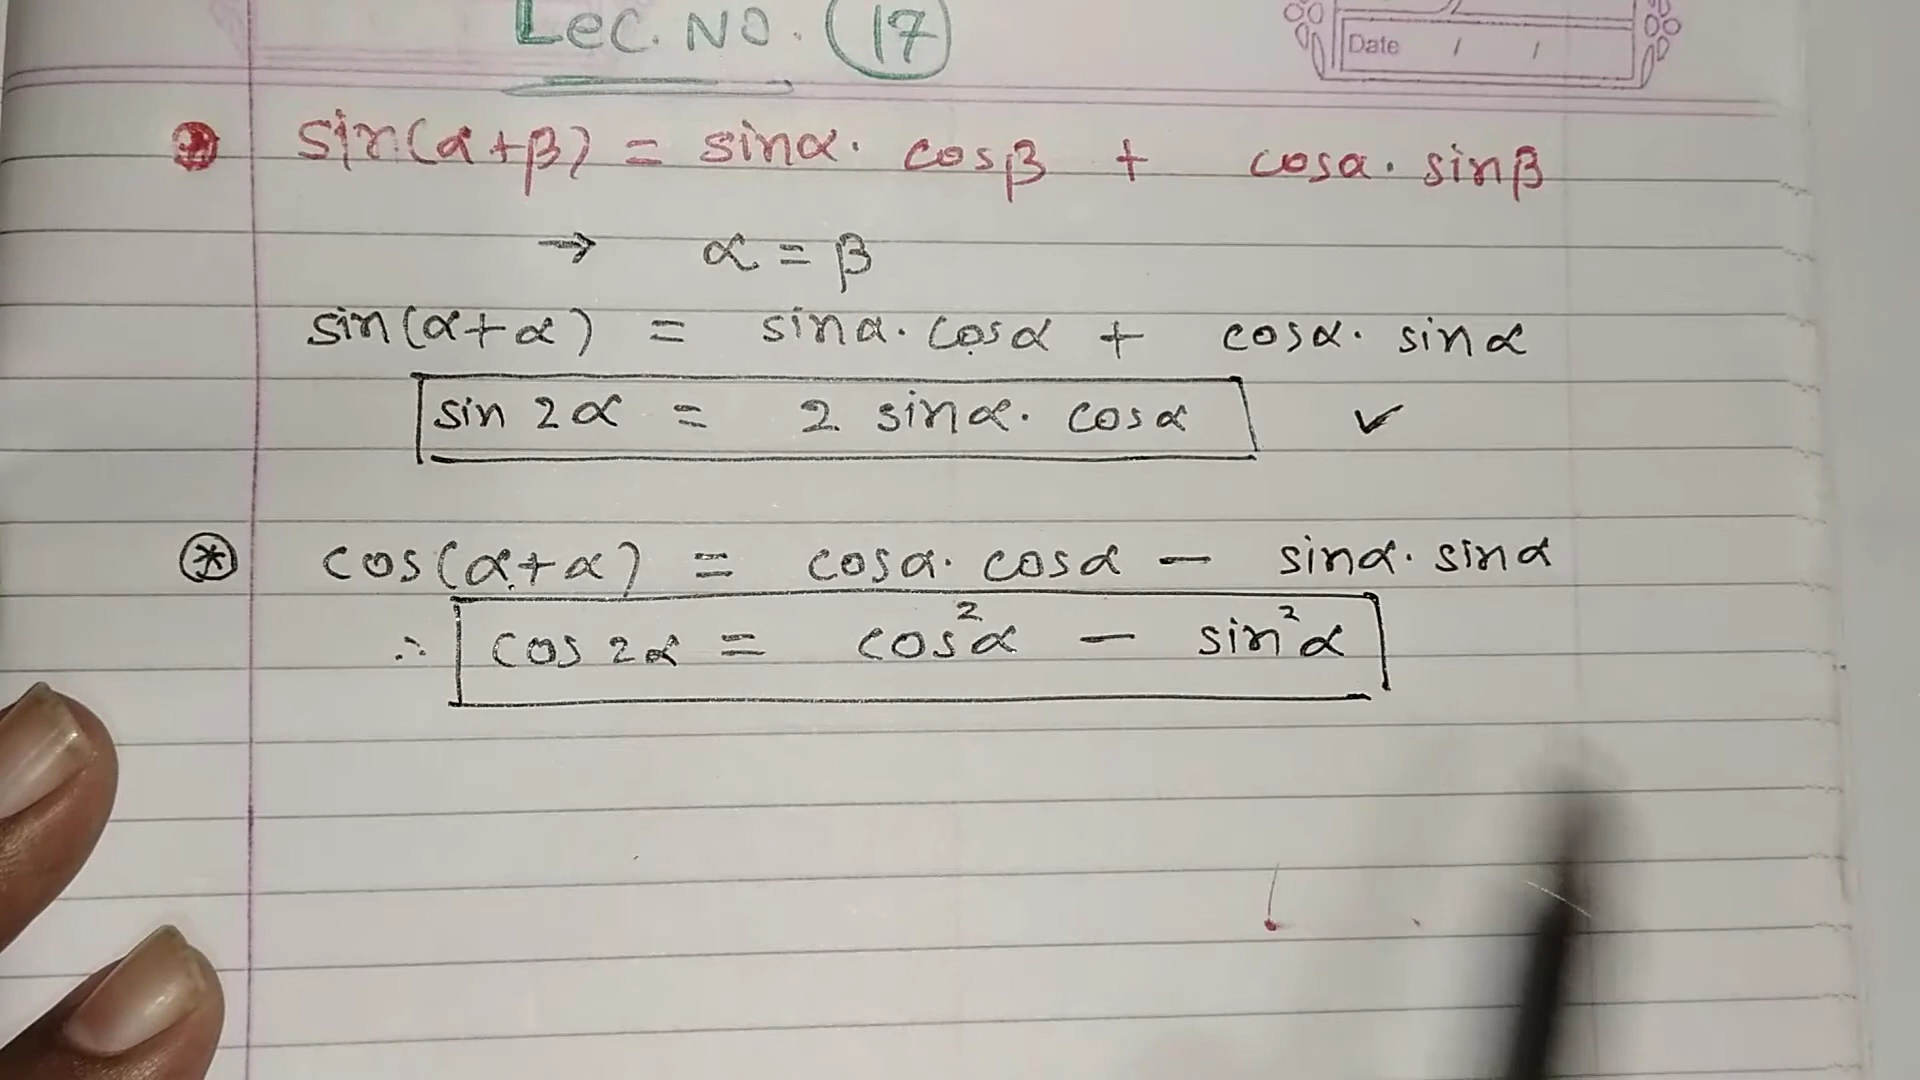 Lec. No. 17
Date / /
sin(α+β) = sinα. cosβ + cosα. sinβ
→ α = β
sin(α+α) = sinα. cosα + cosα. sinα
sin 2α = 2 sinα. cosα ✓
* cos(α+α) = cosα. cosα - sinα. sinα
∴ cos 2α = cos²α - sin²α